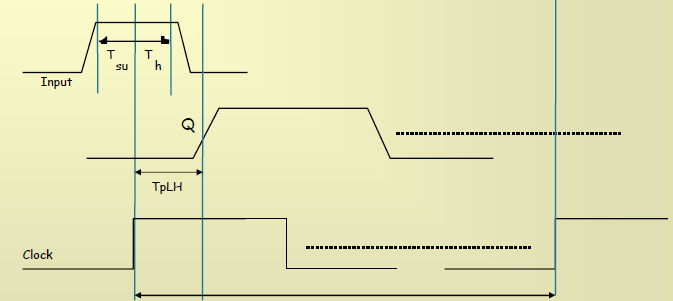 T T
su h
Input
Q
TpLH
Clock